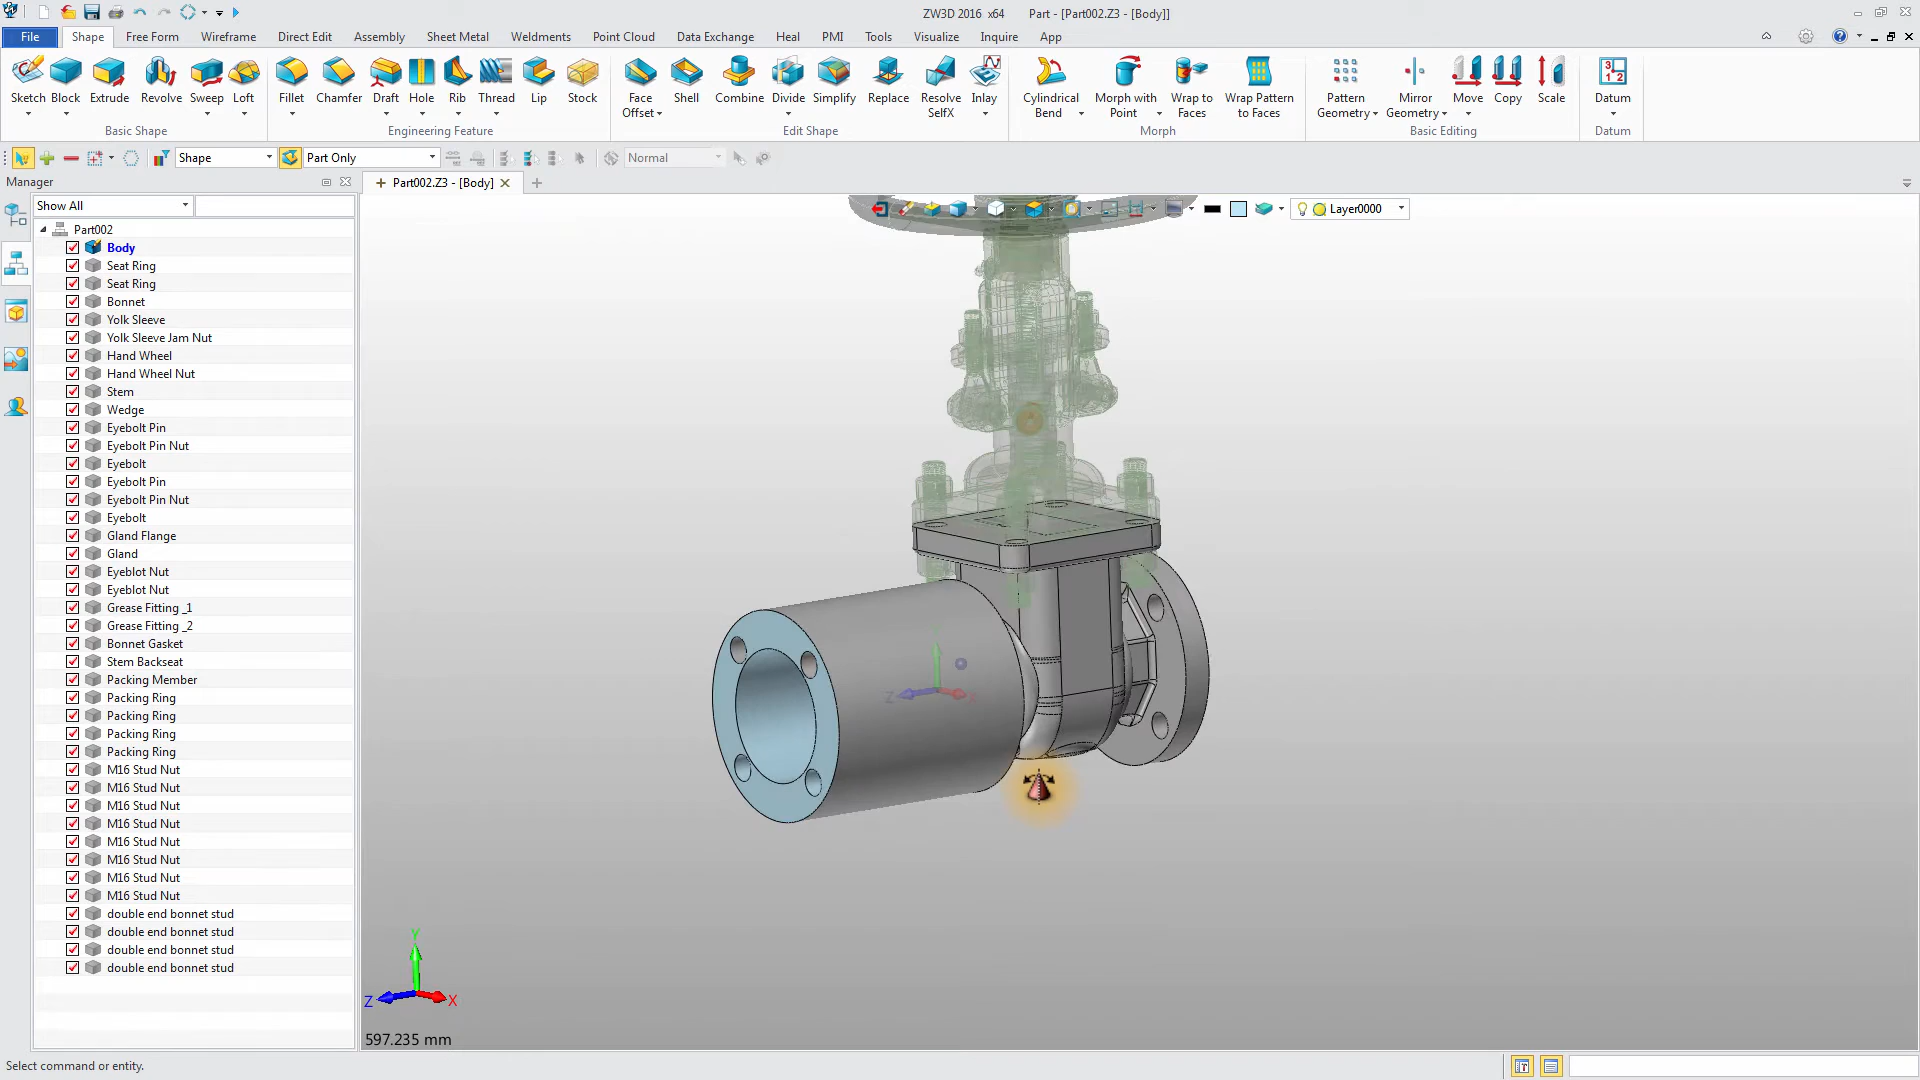 ZW3D 2016 x64 Part - [Part002.Z3 - [Body]]
File Shape Free Form Wireframe Direct Edit Assembly Sheet Metal Weldments Point Cloud Data Exchange Heal PMI Tools Visualize Inquire App
Sketch Block Extrude Revolve Sweep Loft Fillet Chamfer Draft Hole Rib Thread Lip Stock Face Offset Shell Combine Divide Simplify Replace Resolve SelfX Inlay Cylindrical Bend Morph with Point Wrap to Faces Wrap Pattern to Faces Pattern Geometry Mirror Geometry Move Copy Scale Datum
Basic Shape Engineering Feature Edit Shape Morph Basic Editing Datum
Shape Part Only Normal
Manager Part002.Z3 - [Body]
Show All Layer0000
Part002
Body
Seat Ring
Seat Ring
Bonnet
Yolk Sleeve
Yolk Sleeve Jam Nut
Hand Wheel
Hand Wheel Nut
Stem
Wedge
Eyebolt Pin
Eyebolt Pin Nut
Eyebolt
Eyebolt Pin
Eyebolt Pin Nut
Eyebolt
Gland Flange
Gland
Eyeblot Nut
Eyeblot Nut
Grease Fitting _1
Grease Fitting _2
Bonnet Gasket
Stem Backseat
Packing Member
Packing Ring
Packing Ring
Packing Ring
Packing Ring
M16 Stud Nut
M16 Stud Nut
M16 Stud Nut
M16 Stud Nut
M16 Stud Nut
M16 Stud Nut
M16 Stud Nut
M16 Stud Nut
double end bonnet stud
double end bonnet stud
double end bonnet stud
double end bonnet stud
Y
Z X
597.235 mm
Select command or entity.